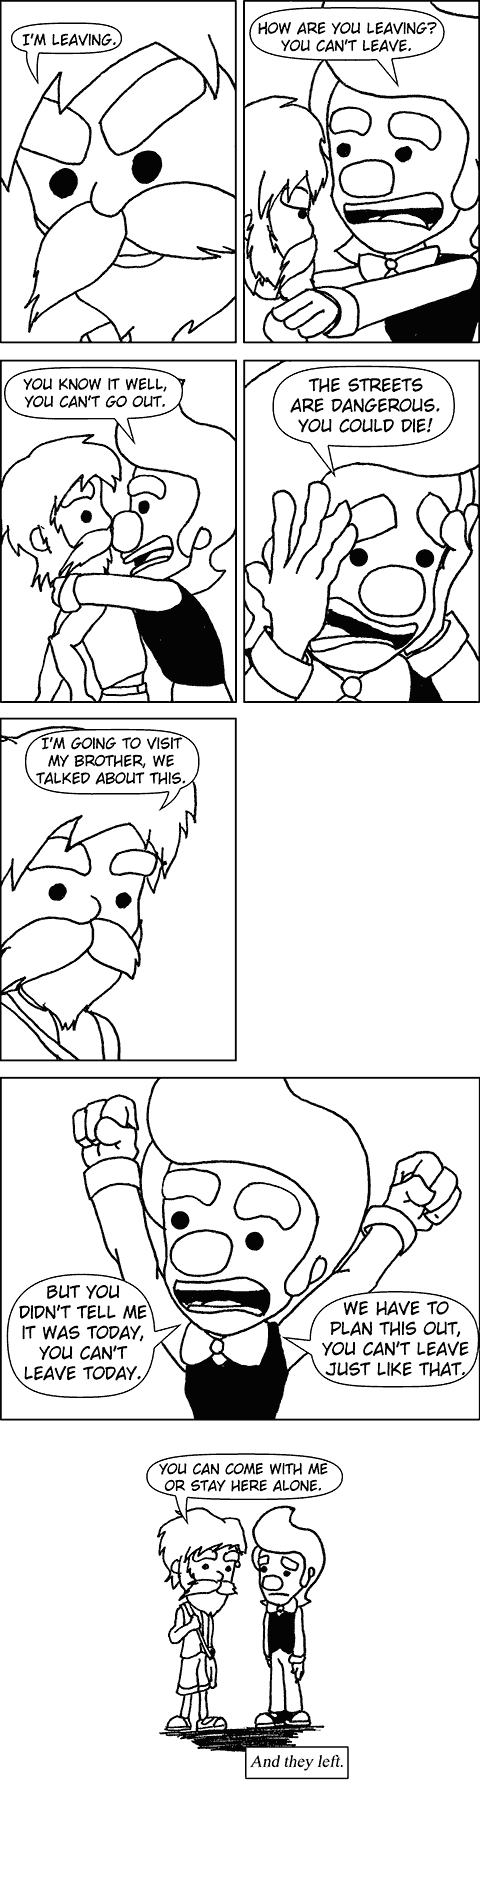 I'M LEAVING.
HOW ARE YOU LEAVING?
YOU CAN'T LEAVE.
YOU KNOW IT WELL,
YOU CAN'T GO OUT.
THE STREETS
ARE DANGEROUS.
YOU COULD DIE!
I'M GOING TO VISIT
MY BROTHER, WE
TALKED ABOUT THIS.
BUT YOU
DIDN'T TELL ME
IT WAS TODAY,
YOU CAN'T
LEAVE TODAY.
WE HAVE TO
PLAN THIS OUT,
YOU CAN'T LEAVE
JUST LIKE THAT.
YOU CAN COME WITH ME
OR STAY HERE ALONE.
And they left.